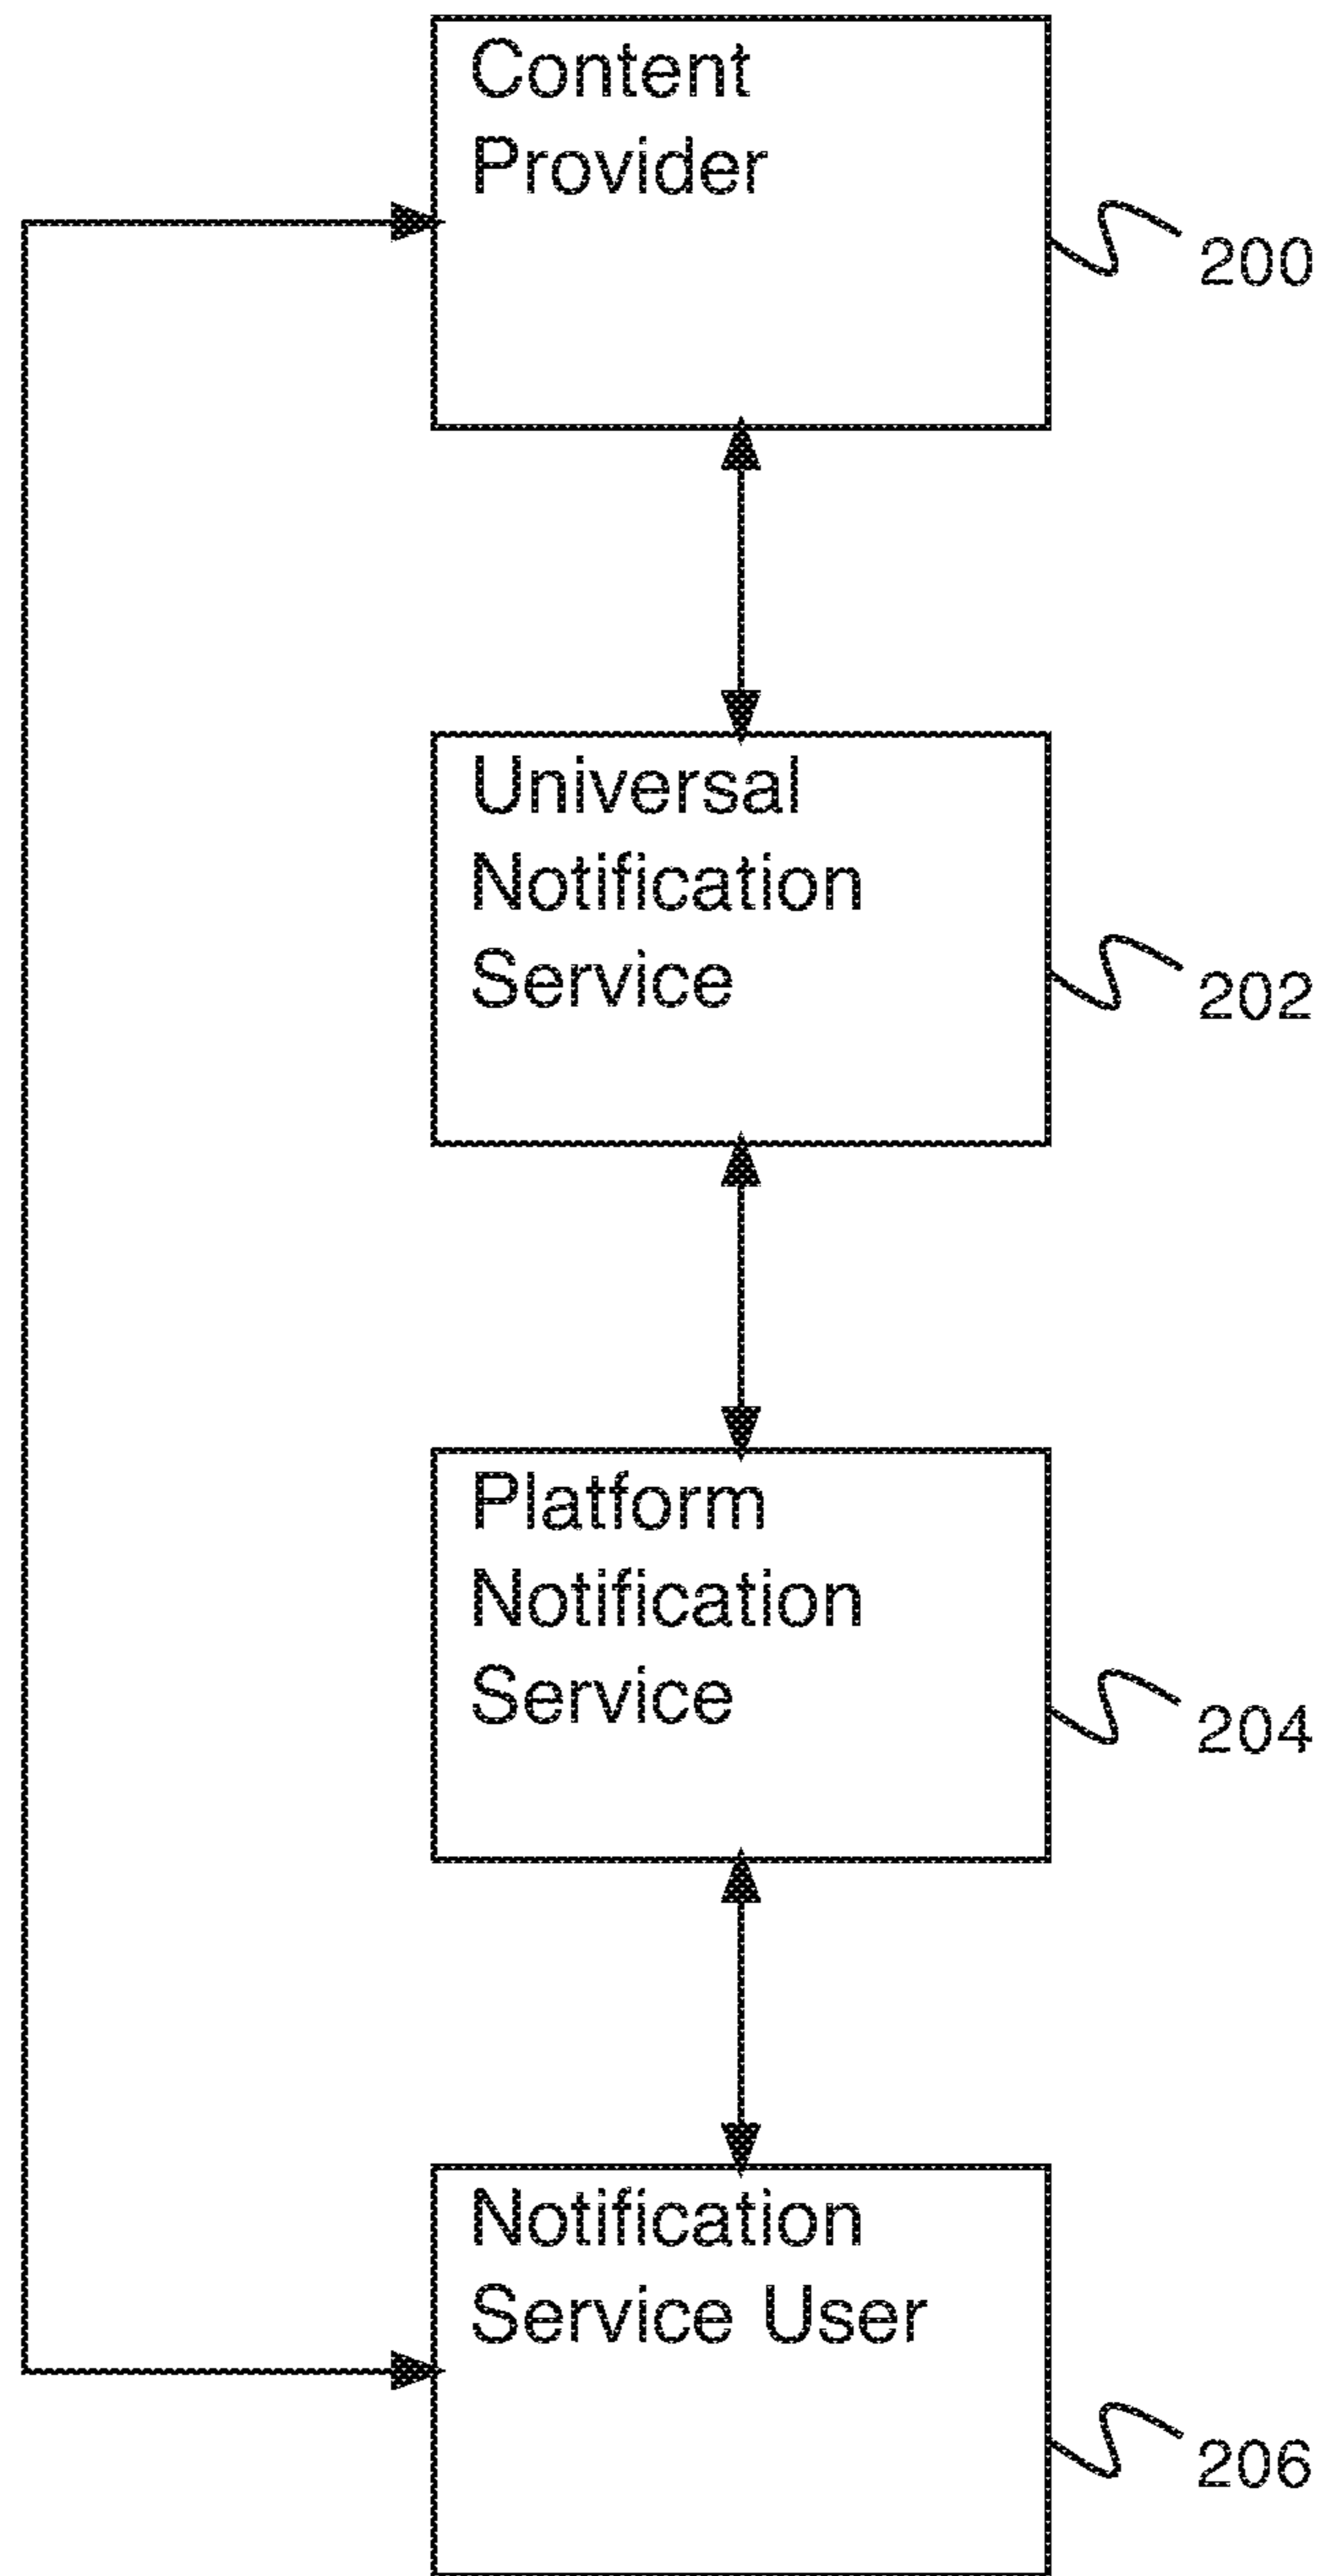 Content
Provider
200
Universal
Notification
Service
202
Platform
Notification
Service
204
Notification
Service User
206